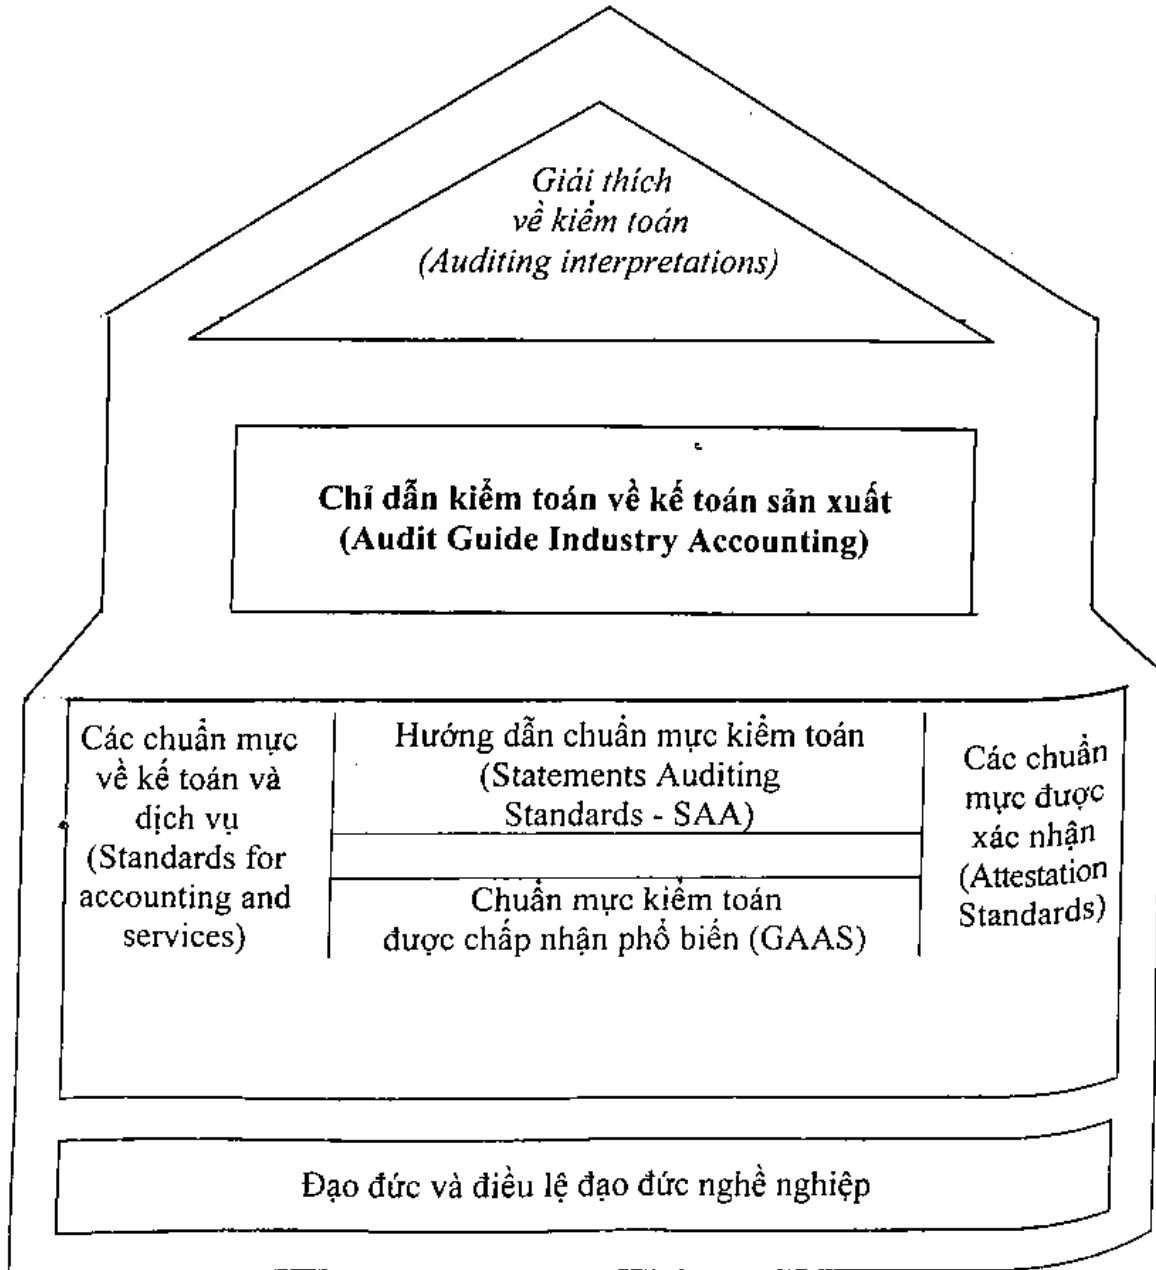 Giải thích
về kiểm toán
(Auditing interpretations)
Chỉ dẫn kiểm toán về kế toán sản xuất
(Audit Guide Industry Accounting)
Các chuẩn mực
về kế toán và
dịch vụ
(Standards for
accounting and
services)
Hướng dẫn chuẩn mực kiểm toán
(Statements Auditing
Standards - SAA)
Chuẩn mực kiểm toán
được chấp nhận phổ biến (GAAS)
Các chuẩn
mực được
xác nhận
(Attestation
Standards)
Đạo đức và điều lệ đạo đức nghề nghiệp